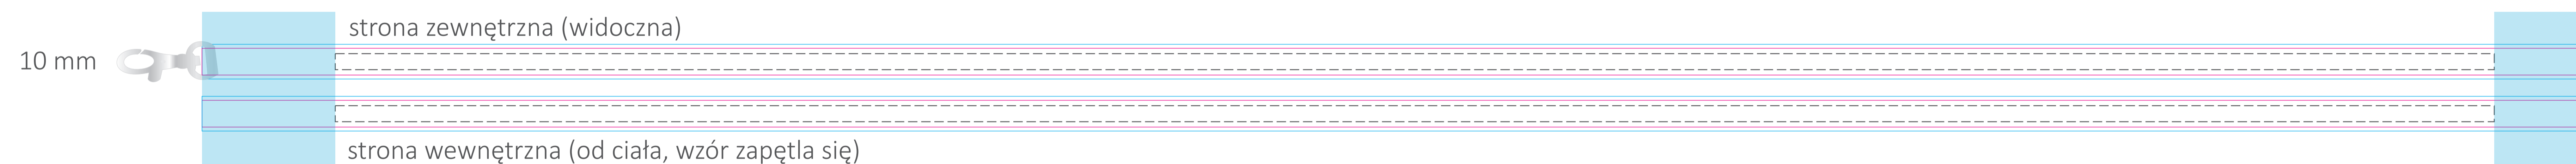 strona zewnętrzna (widoczna)
10 mm
strona wewnętrzna (od ciała, wzór zapętla się)